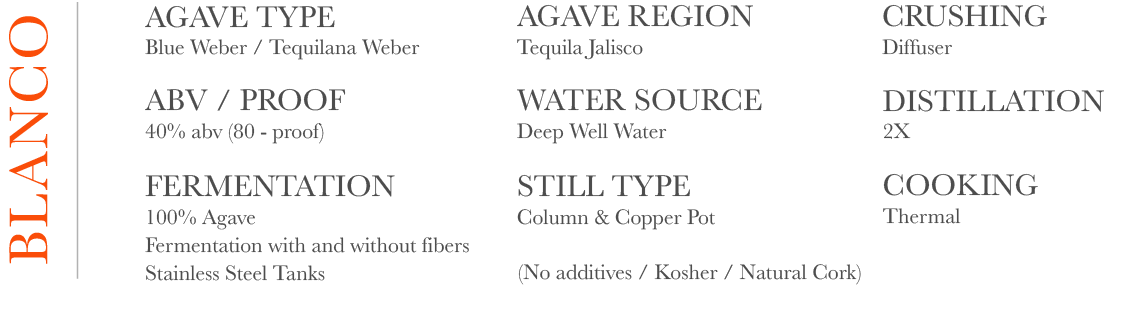 BLANCO
AGAVE TYPE
Blue Weber / Tequilana Weber
ABV / PROOF
40% abv (80 - proof)
FERMENTATION
100% Agave
Fermentation with and without fibers
Stainless Steel Tanks
AGAVE REGION
Tequila Jalisco
WATER SOURCE
Deep Well Water
STILL TYPE
Column & Copper Pot
(No additives / Kosher / Natural Cork)
CRUSHING
Diffuser
DISTILLATION
2X
COOKING
Thermal